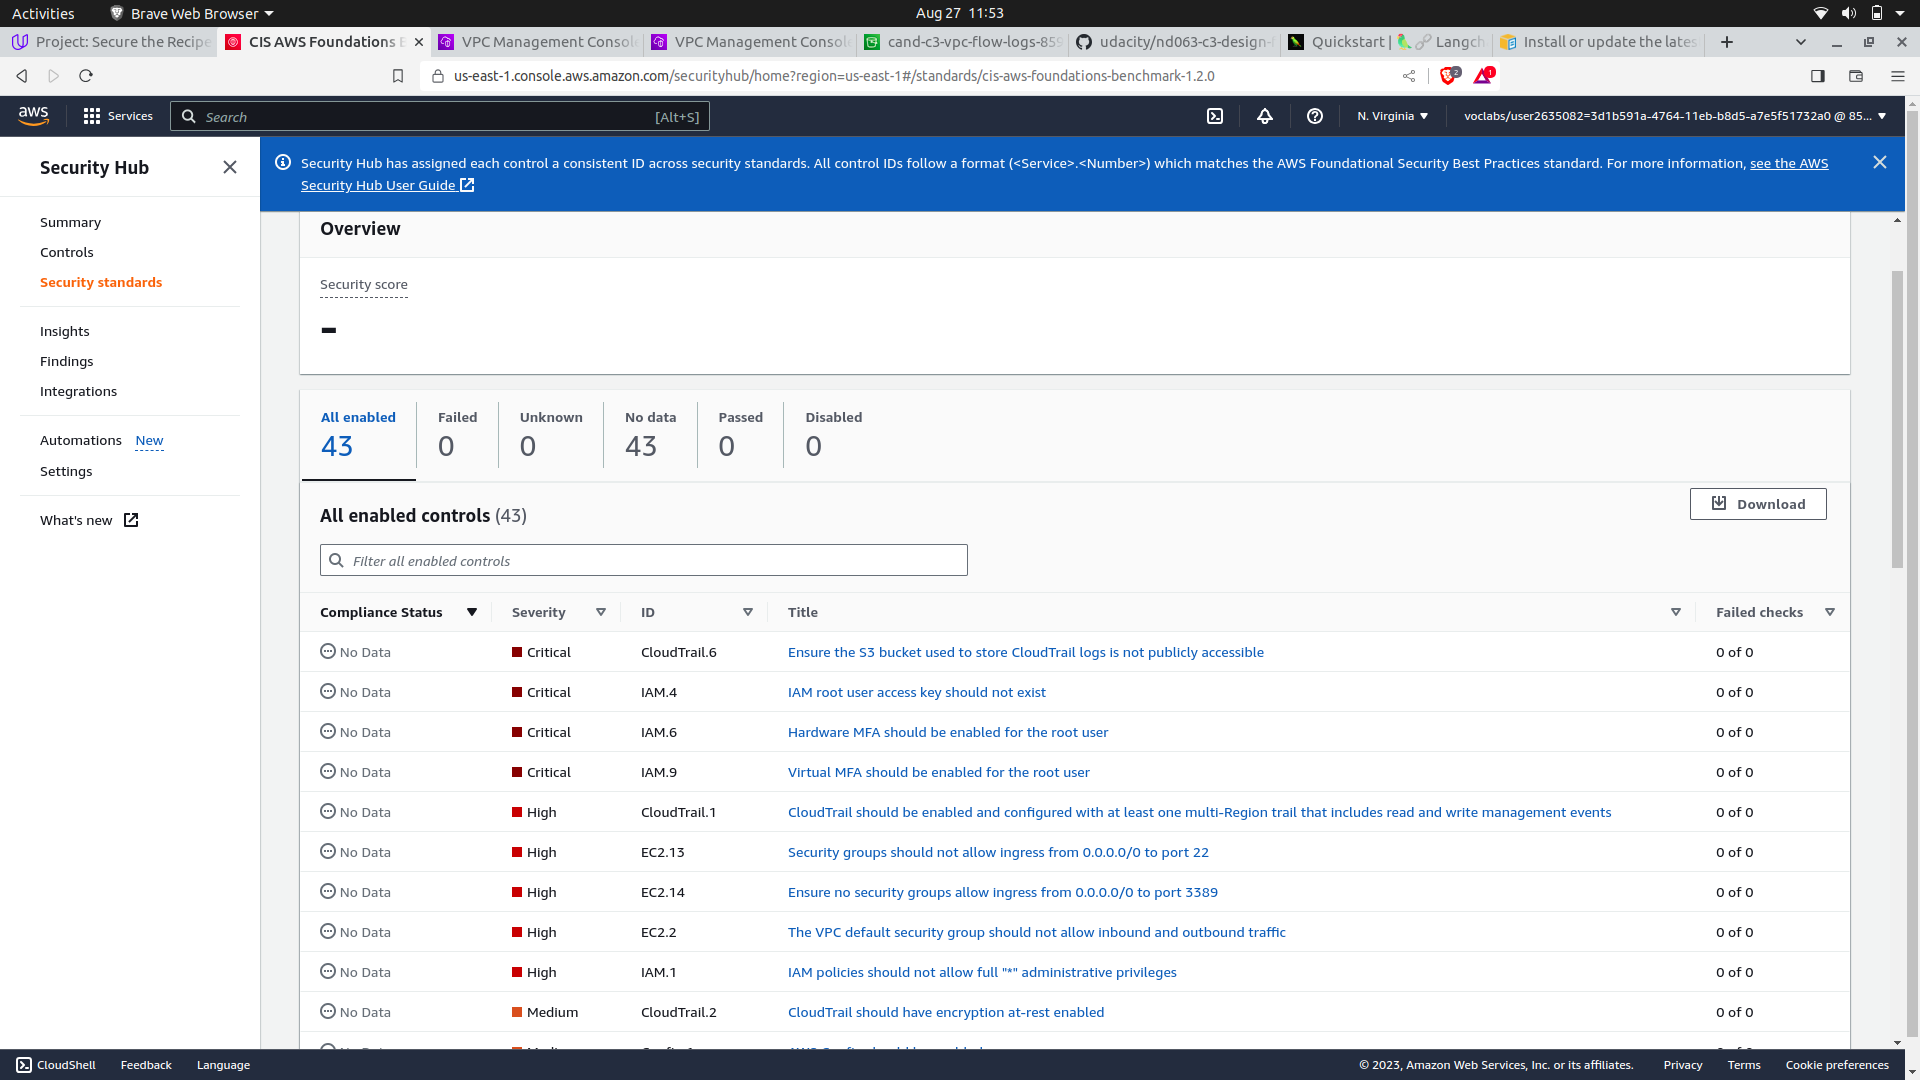 Activities
Brave Web Browser
Aug 27 11:53
Project: Secure the Recipe
CIS AWS Foundations
VPC Management Consol
VPC Management Consol
cand-c3-vpc-flow-logs-859
udacity/nd063-c3-design-
Quickstart | Langch
Install or update the lates
us-east-1.console.aws.amazon.com/securityhub/home?region=us-east-1#/standards/cis-aws-foundations-benchmark-1.2.0
2
1
aws
Services
Search
[Alt+S]
N. Virginia
voclabs/user2635082=3d1b591a-4764-11eb-b8d5-a7e5f51732a0 @ 85...
Security Hub
Summary
Controls
Security standards
Insights
Findings
Integrations
Automations New
Settings
What's new
Security Hub has assigned each control a consistent ID across security standards. All control IDs follow a format (<Service>.<Number>) which matches the AWS Foundational Security Best Practices standard. For more information, see the AWS
Security Hub User Guide
Overview
Security score
–
All enabled
43
Failed
0
Unknown
0
No data
43
Passed
0
Disabled
0
All enabled controls (43)
Download
Filter all enabled controls
Compliance Status Severity ID Title Failed checks
No Data Critical CloudTrail.6 Ensure the S3 bucket used to store CloudTrail logs is not publicly accessible 0 of 0
No Data Critical IAM.4 IAM root user access key should not exist 0 of 0
No Data Critical IAM.6 Hardware MFA should be enabled for the root user 0 of 0
No Data Critical IAM.9 Virtual MFA should be enabled for the root user 0 of 0
No Data High CloudTrail.1 CloudTrail should be enabled and configured with at least one multi-Region trail that includes read and write management events 0 of 0
No Data High EC2.13 Security groups should not allow ingress from 0.0.0.0/0 to port 22 0 of 0
No Data High EC2.14 Ensure no security groups allow ingress from 0.0.0.0/0 to port 3389 0 of 0
No Data High EC2.2 The VPC default security group should not allow inbound and outbound traffic 0 of 0
No Data High IAM.1 IAM policies should not allow full "*" administrative privileges 0 of 0
No Data Medium CloudTrail.2 CloudTrail should have encryption at-rest enabled 0 of 0
CloudShell
Feedback
Language
© 2023, Amazon Web Services, Inc. or its affiliates.
Privacy
Terms
Cookie preferences